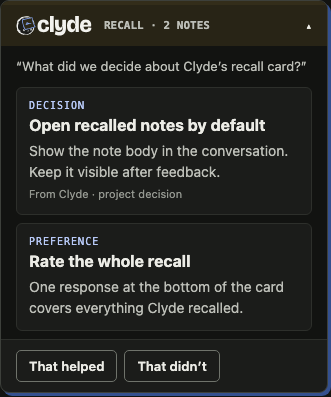 clyde RECALL · 2 NOTES ▲
“What did we decide about Clyde’s recall card?”
DECISION
Open recalled notes by default
Show the note body in the conversation.
Keep it visible after feedback.
From Clyde · project decision
PREFERENCE
Rate the whole recall
One response at the bottom of the card
covers everything Clyde recalled.
That helped That didn’t